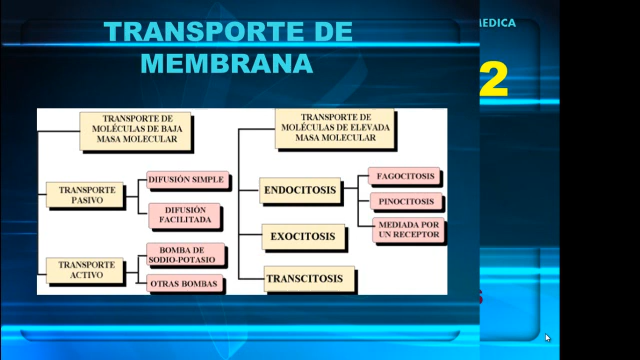 TRANSPORTE DE
MEMBRANA
MEDICA
2
TRANSPORTE DE
MOLÉCULAS DE BAJA
MASA MOLECULAR
TRANSPORTE
PASIVO
DIFUSIÓN SIMPLE
DIFUSIÓN
FACILITADA
TRANSPORTE
ACTIVO
BOMBA DE
SODIO-POTASIO
OTRAS BOMBAS
TRANSPORTE DE
MOLÉCULAS DE ELEVADA
MASA MOLECULAR
ENDOCITOSIS
FAGOCITOSIS
PINOCITOSIS
MEDIADA POR
UN RECEPTOR
EXOCITOSIS
TRANSCITOSIS